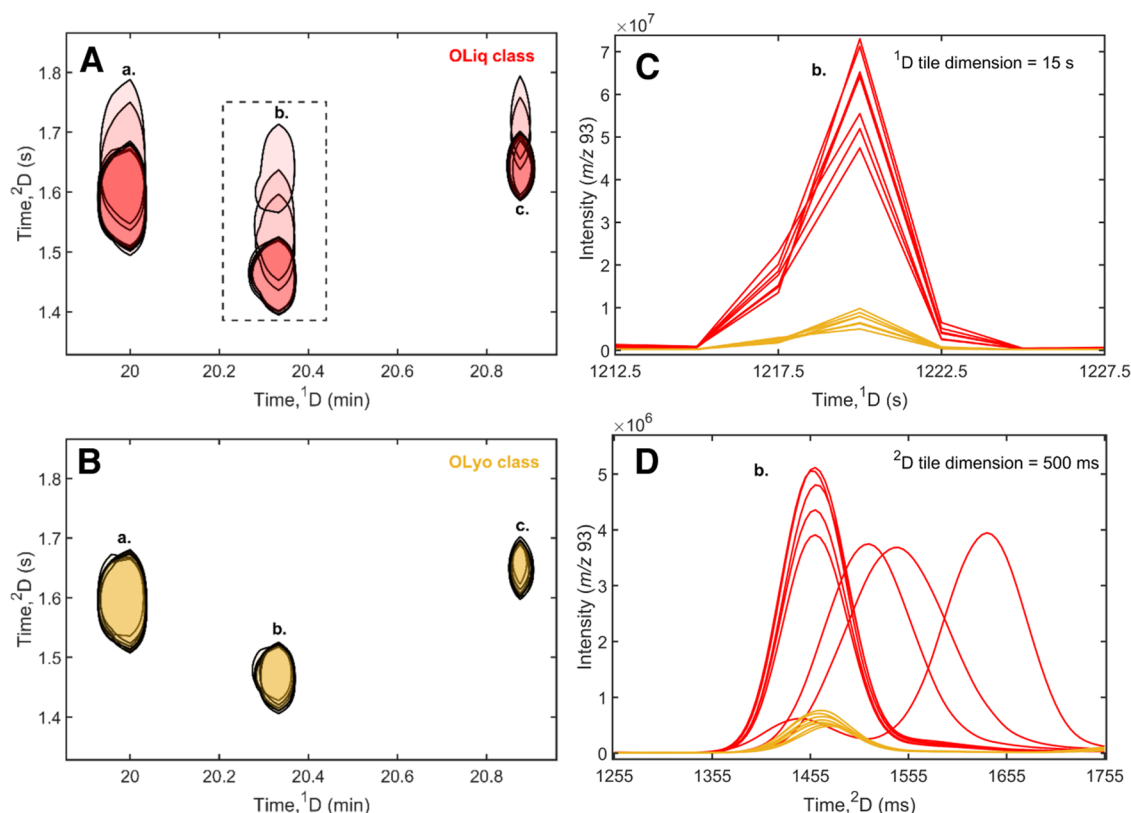 A
OLiq class
a.
b.
c.
1.8
1.7
1.6
1.5
1.4
Time,²D (s)
20
20.2
20.4
20.6
20.8
Time,¹D (min)
×10⁷
C
¹D tile dimension = 15 s
b.
7
6
5
4
3
2
1
0
Intensity (m/z 93)
1212.5
1217.5
1222.5
1227.5
Time,¹D (s)
B
OLyo class
a.
b.
c.
1.8
1.7
1.6
1.5
1.4
Time,²D (s)
20
20.2
20.4
20.6
20.8
Time,¹D (min)
×10⁶
D
²D tile dimension = 500 ms
b.
5
4
3
2
1
0
Intensity (m/z 93)
1255
1355
1455
1555
1655
1755
Time,²D (ms)